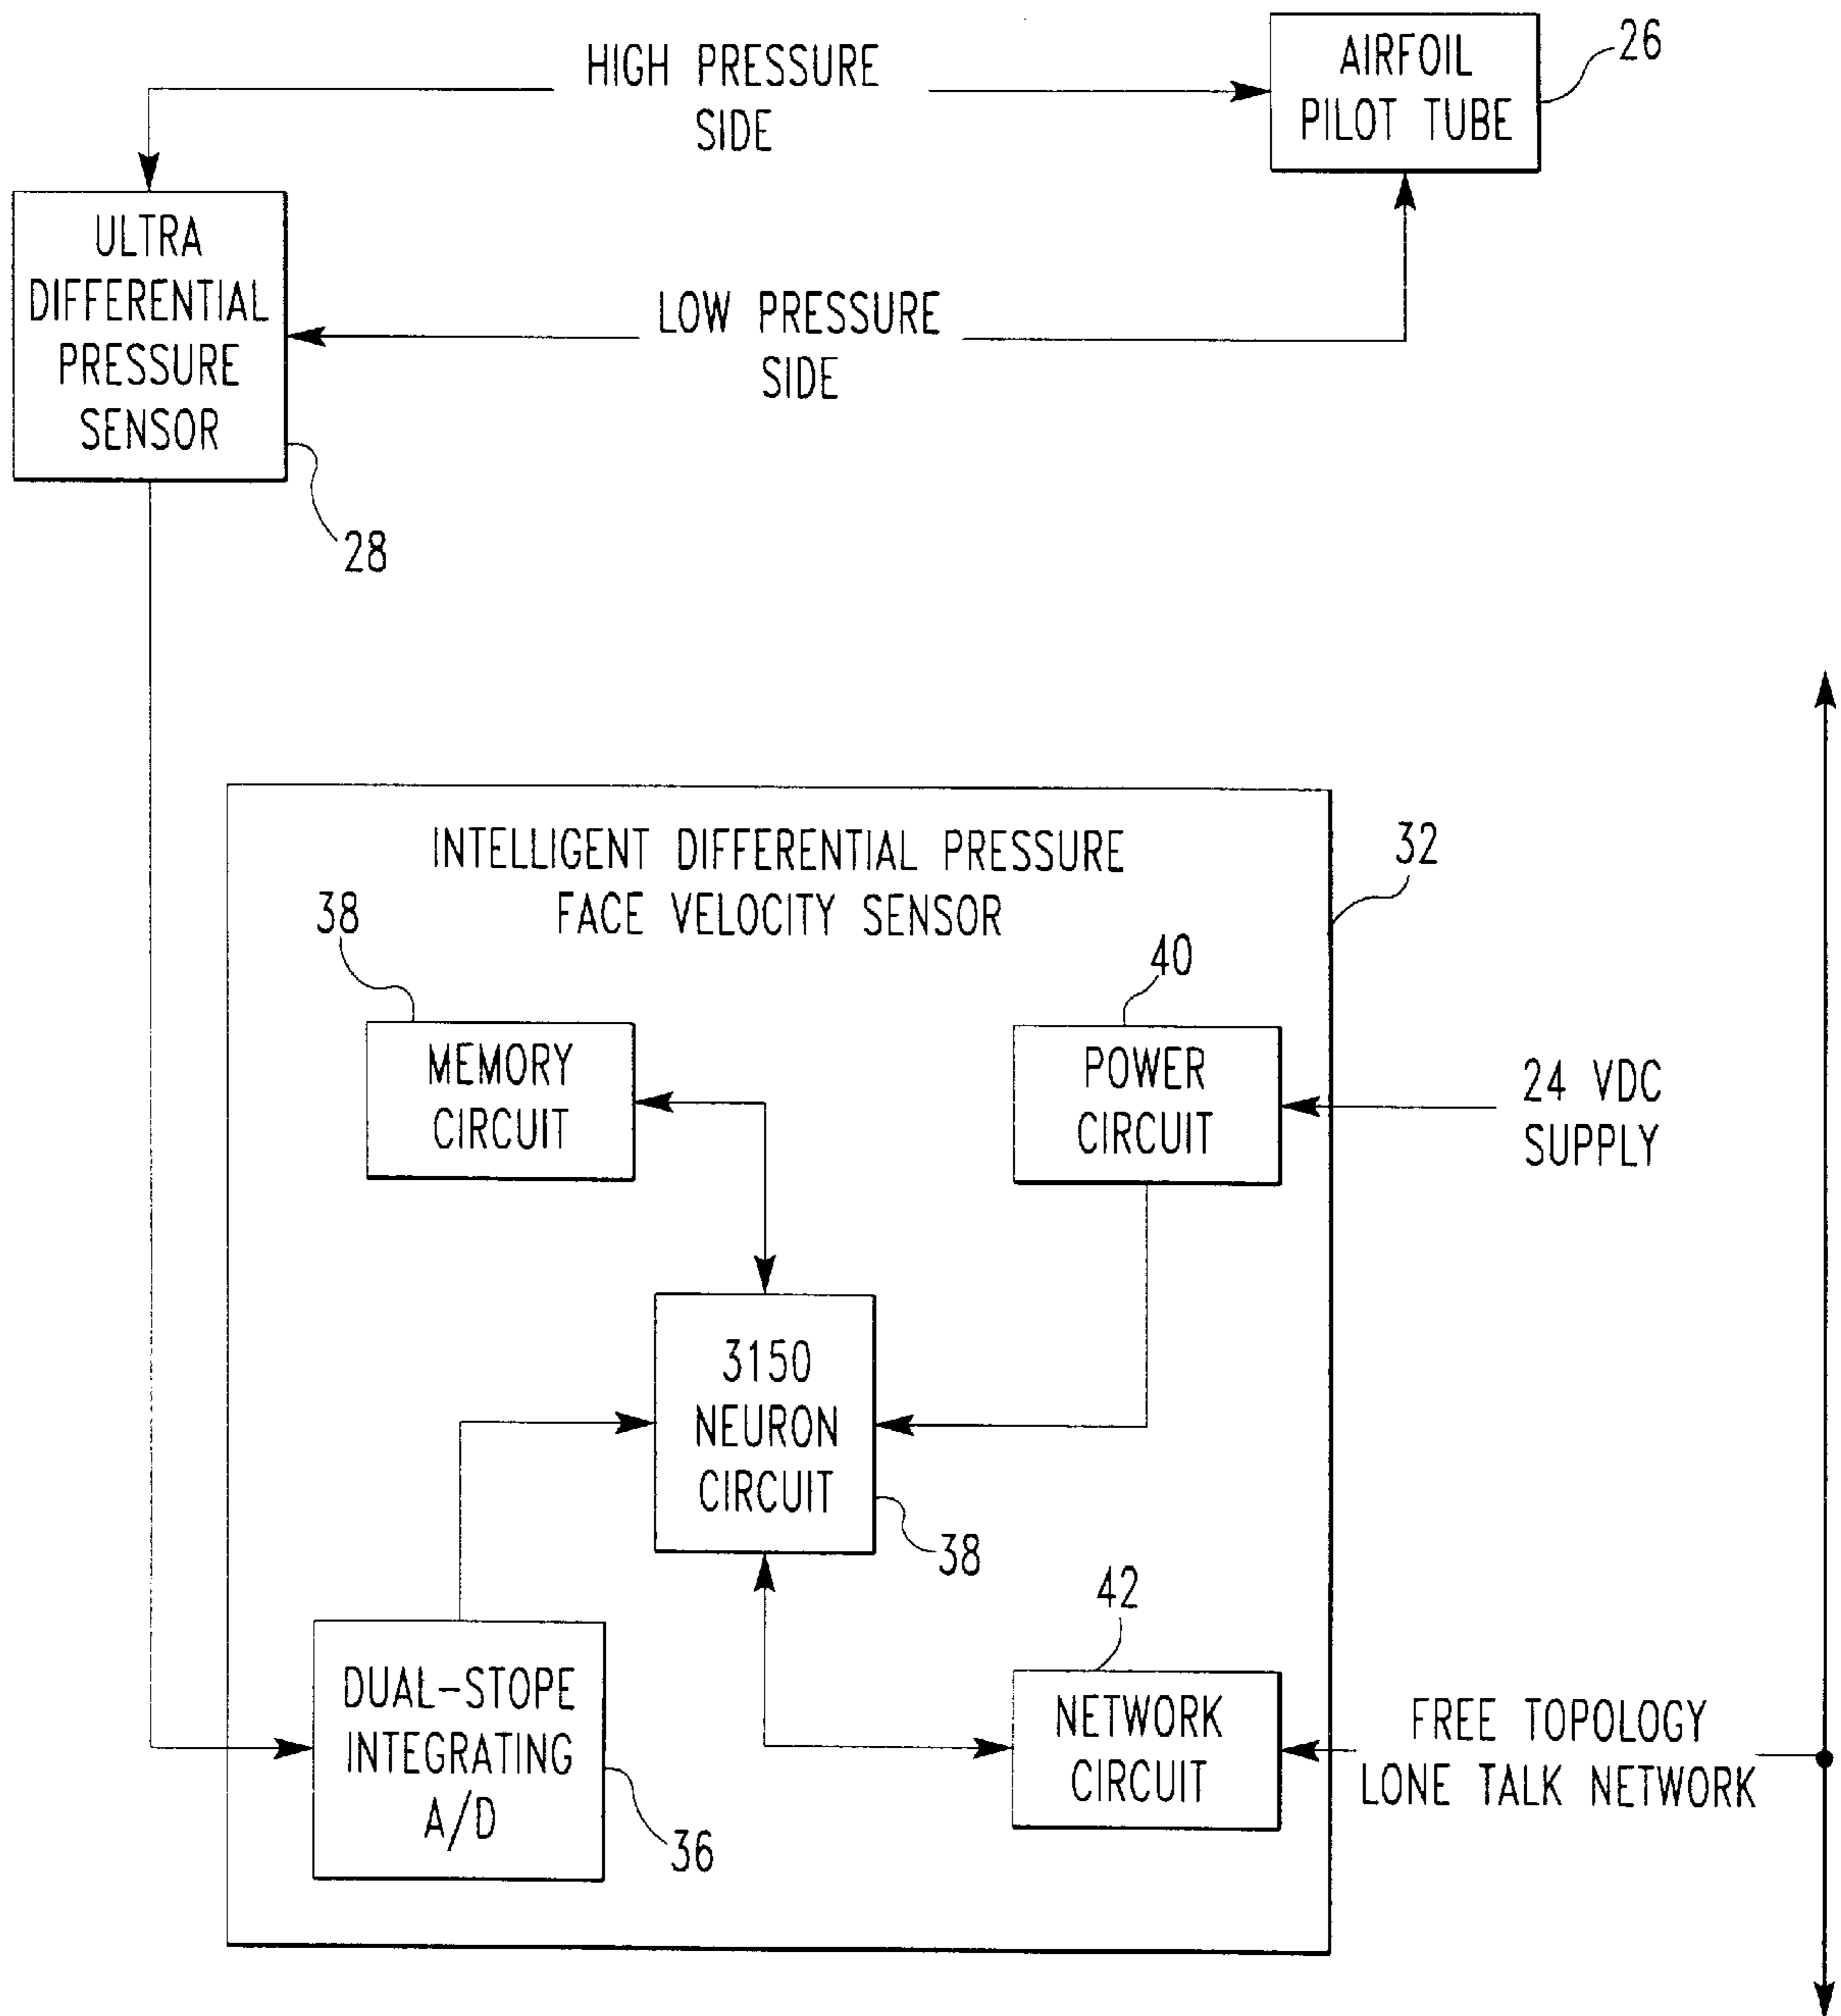 HIGH PRESSURE
SIDE
AIRFOIL
PILOT TUBE
26
ULTRA
DIFFERENTIAL
PRESSURE
SENSOR
28
LOW PRESSURE
SIDE
INTELLIGENT DIFFERENTIAL PRESSURE
FACE VELOCITY SENSOR
32
38
MEMORY
CIRCUIT
40
POWER
CIRCUIT
24 VDC
SUPPLY
3150
NEURON
CIRCUIT
38
DUAL-STOPE
INTEGRATING
A/D
36
42
NETWORK
CIRCUIT
FREE TOPOLOGY
LONE TALK NETWORK